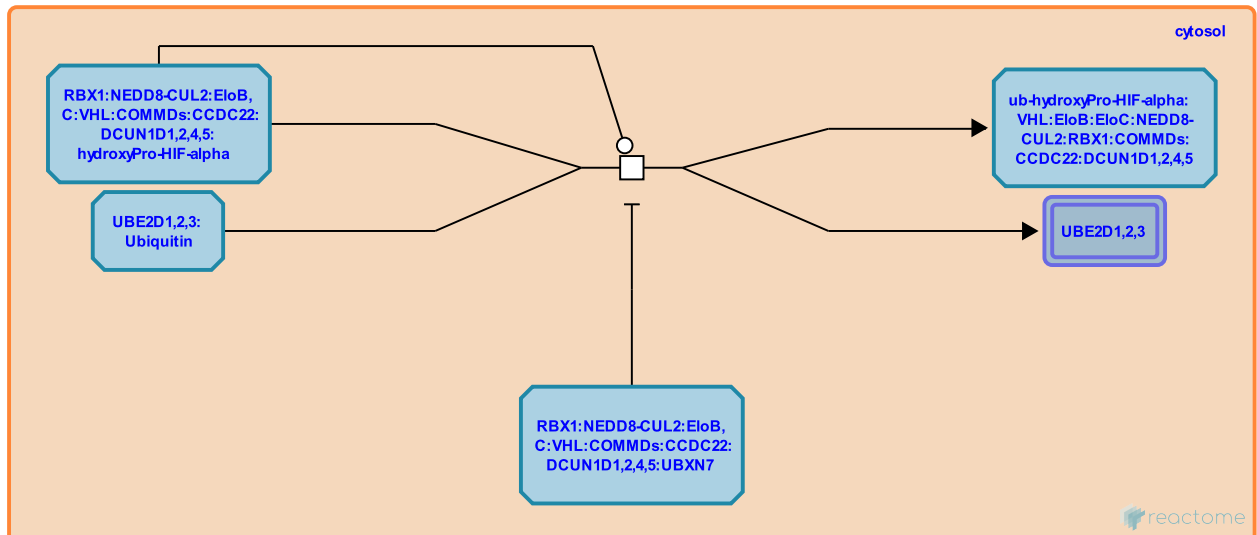 cytosol
RBX1:NEDD8-CUL2:EloB,
C:VHL:COMMDs:CCDC22:
DCUN1D1,2,4,5:
hydroxyPro-HIF-alpha
ub-hydroxyPro-HIF-alpha:
VHL:EloB:EloC:NEDD8-
CUL2:RBX1:COMMDs:
CCDC22:DCUN1D1,2,4,5
UBE2D1,2,3:
Ubiquitin
UBE2D1,2,3
RBX1:NEDD8-CUL2:EloB,
C:VHL:COMMDs:CCDC22:
DCUN1D1,2,4,5:UBXN7
reactome